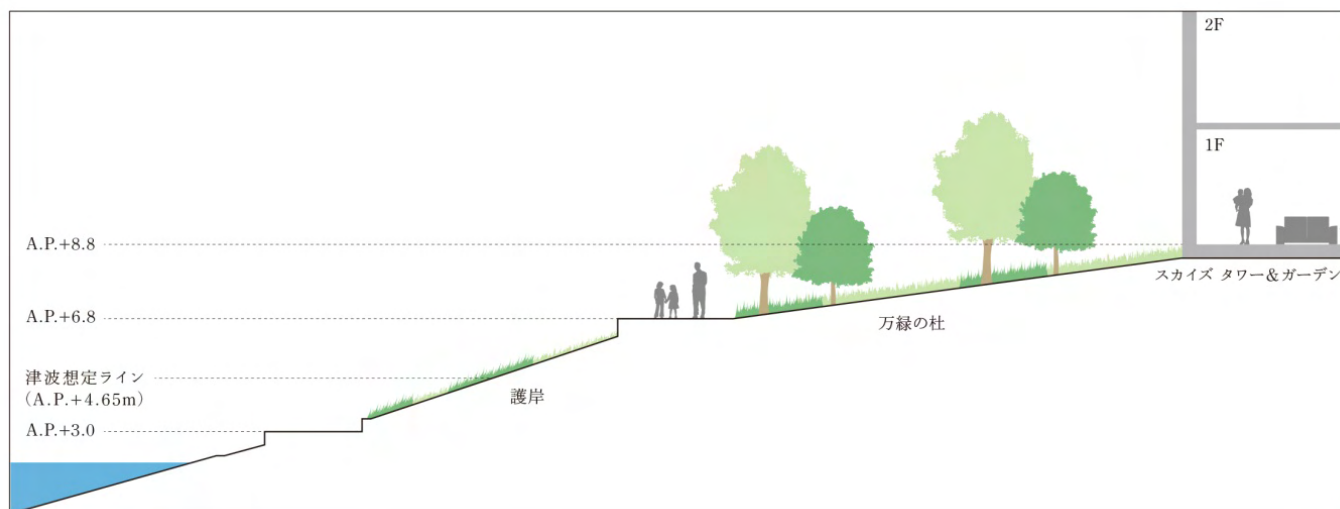 2F
1F
A.P.+8.8
スカイズ タワー&ガーデン
A.P.+6.8
万緑の杜
津波想定ライン
(A.P.+4.65m)
護岸
A.P.+3.0